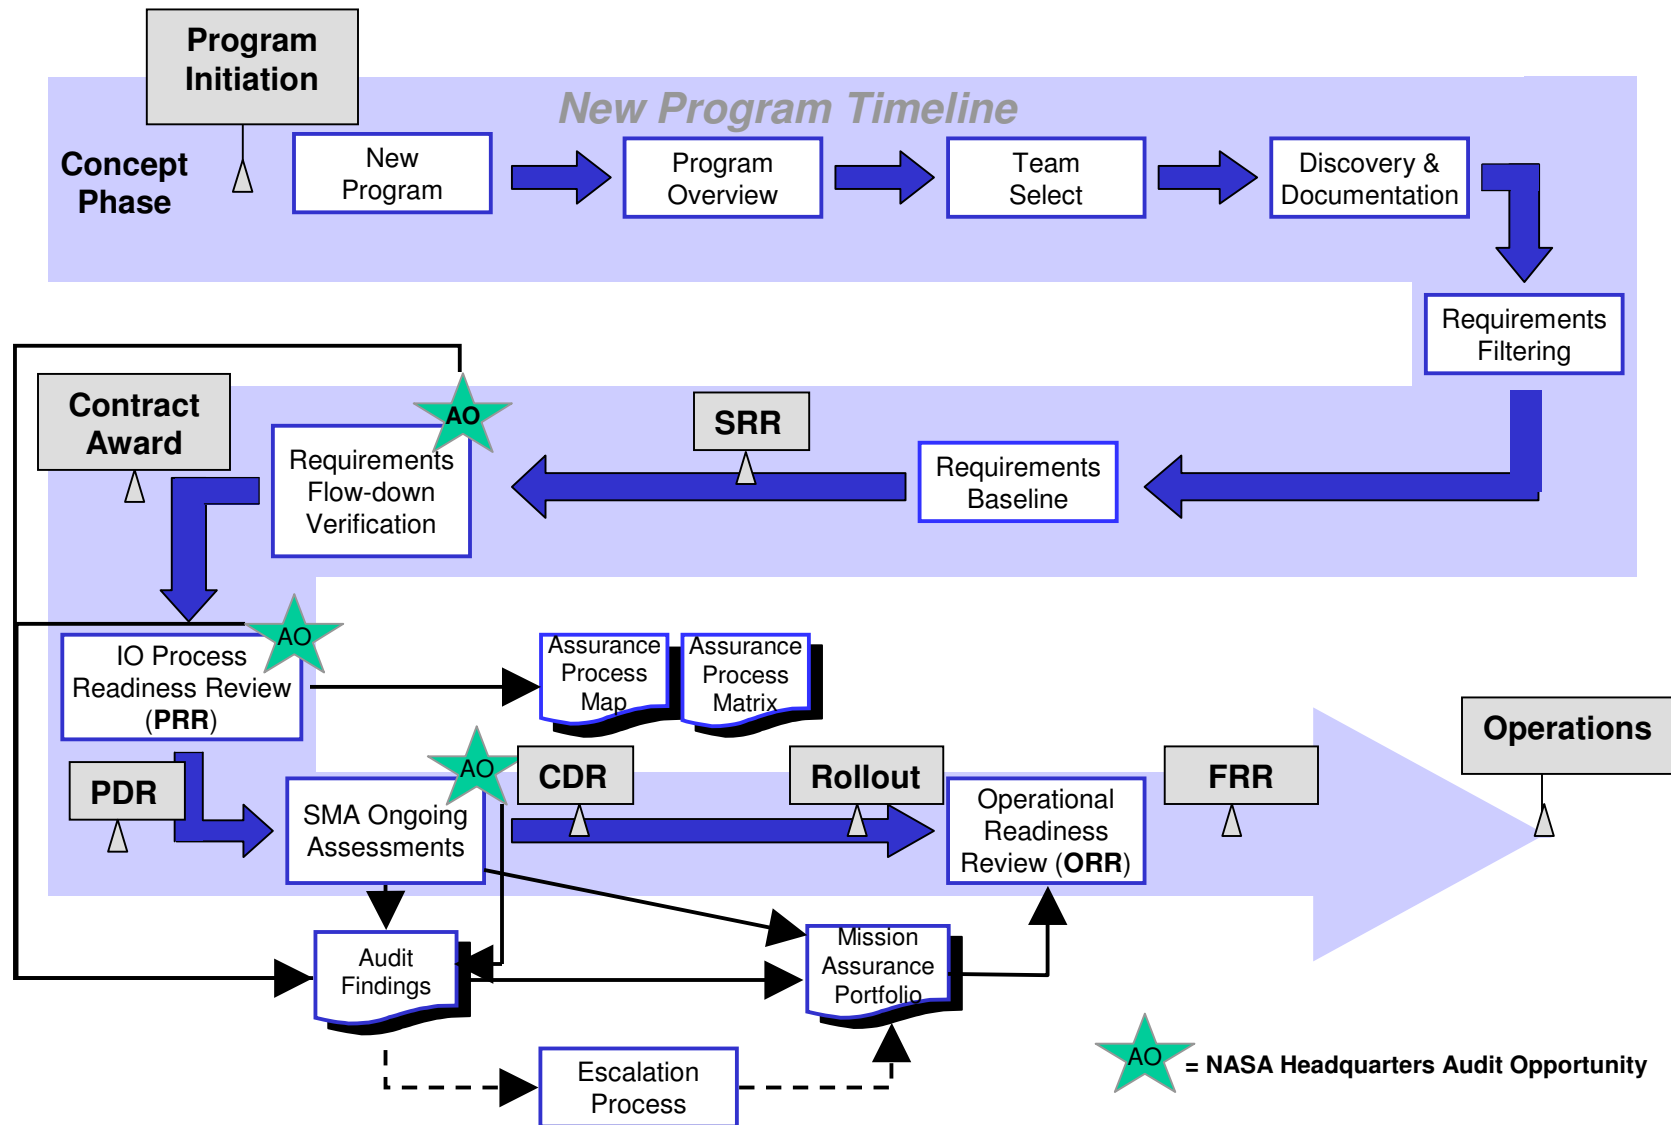 Program
Initiation
New Program Timeline
Concept
Phase
New
Program
Program
Overview
Team
Select
Discovery &
Documentation
Requirements
Filtering
Contract
Award
AO
Requirements
Flow-down
Verification
SRR
Requirements
Baseline
AO
IO Process
Readiness Review
(PRR)
Assurance
Process
Map
Assurance
Process
Matrix
PDR
AO
SMA Ongoing
Assessments
CDR
Rollout
Operational
Readiness
Review (ORR)
FRR
Operations
Audit
Findings
Mission
Assurance
Portfolio
Escalation
Process
AO
= NASA Headquarters Audit Opportunity